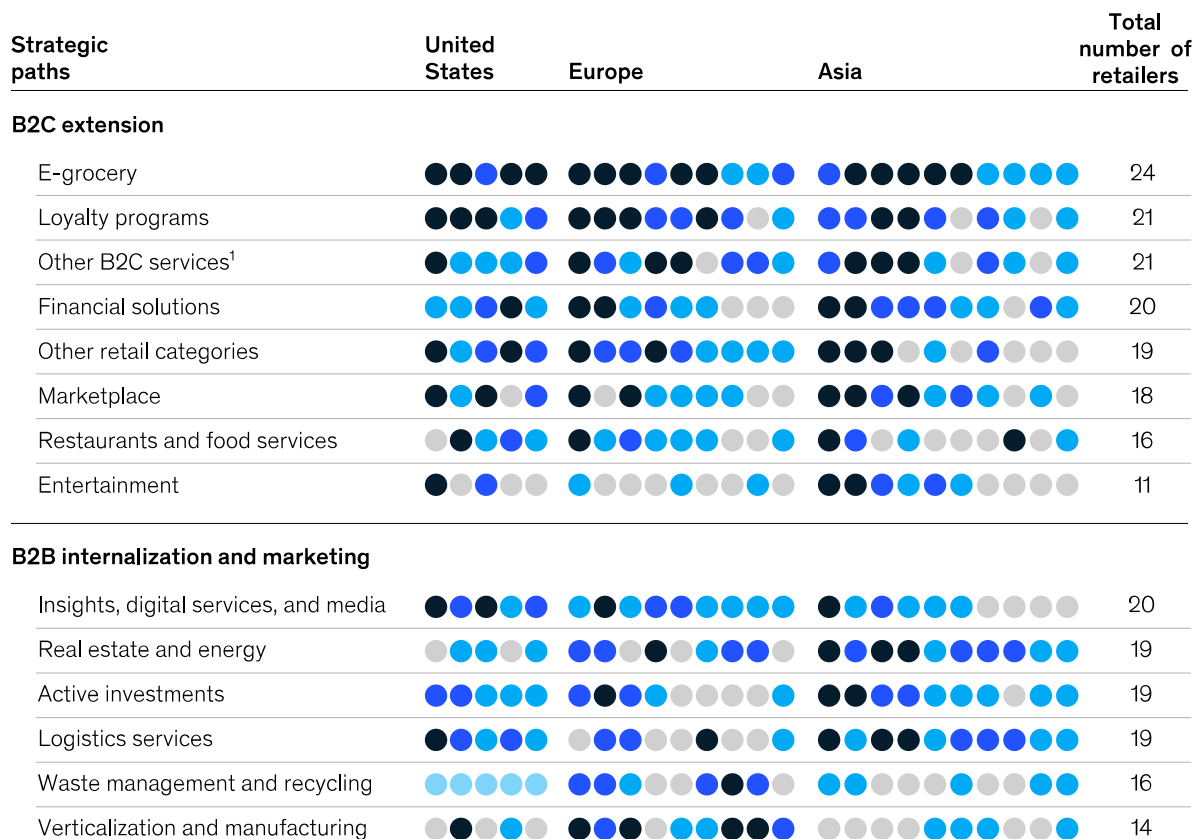 Strategic paths
United States
Europe
Asia
Total number of retailers
B2C extension
E-grocery 24
Loyalty programs 21
Other B2C services¹ 21
Financial solutions 20
Other retail categories 19
Marketplace 18
Restaurants and food services 16
Entertainment 11
B2B internalization and marketing
Insights, digital services, and media 20
Real estate and energy 19
Active investments 19
Logistics services 19
Waste management and recycling 16
Verticalization and manufacturing 14